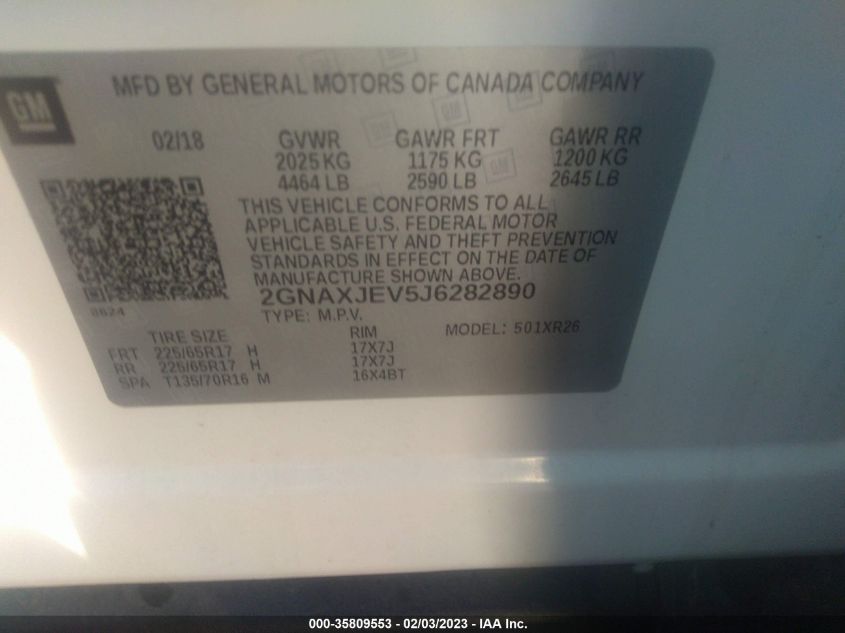 GM
MFD BY GENERAL MOTORS OF CANADA COMPANY
02/18 GVWR GAWR FRT GAWR RR
2025 KG 1175 KG 1200 KG
4464 LB 2590 LB 2645 LB
THIS VEHICLE CONFORMS TO ALL
APPLICABLE U.S. FEDERAL MOTOR
VEHICLE SAFETY AND THEFT PREVENTION
STANDARDS IN EFFECT ON THE DATE OF
MANUFACTURE SHOWN ABOVE.
2GNAXJEV5J6282890
0624 TYPE: M.P.V. MODEL: 501XR26
TIRE SIZE RIM
FRT 225/65R17 H 17X7J
RR 225/65R17 H 17X7J
SPA T135/70R16 M 16X4BT
000-35809553 - 02/03/2023 - IAA Inc.